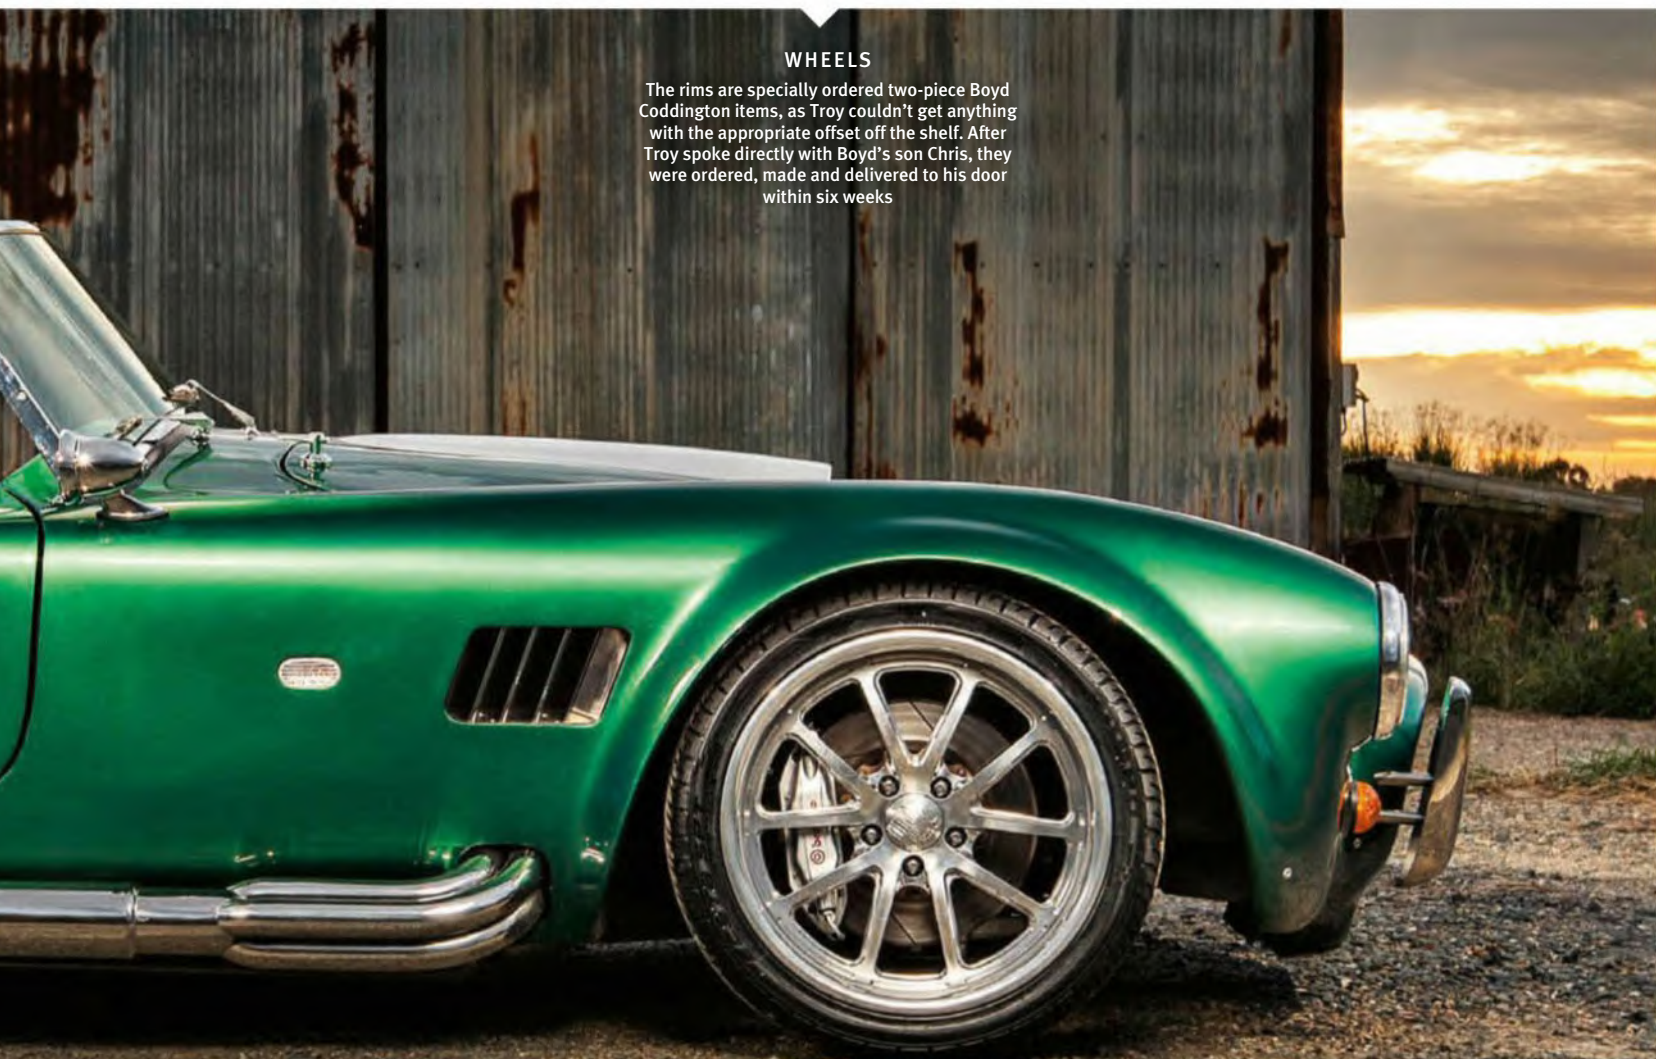 WHEELS
The rims are specially ordered two-piece Boyd
Coddington items, as Troy couldn’t get anything
with the appropriate offset off the shelf. After
Troy spoke directly with Boyd’s son Chris, they
were ordered, made and delivered to his door
within six weeks